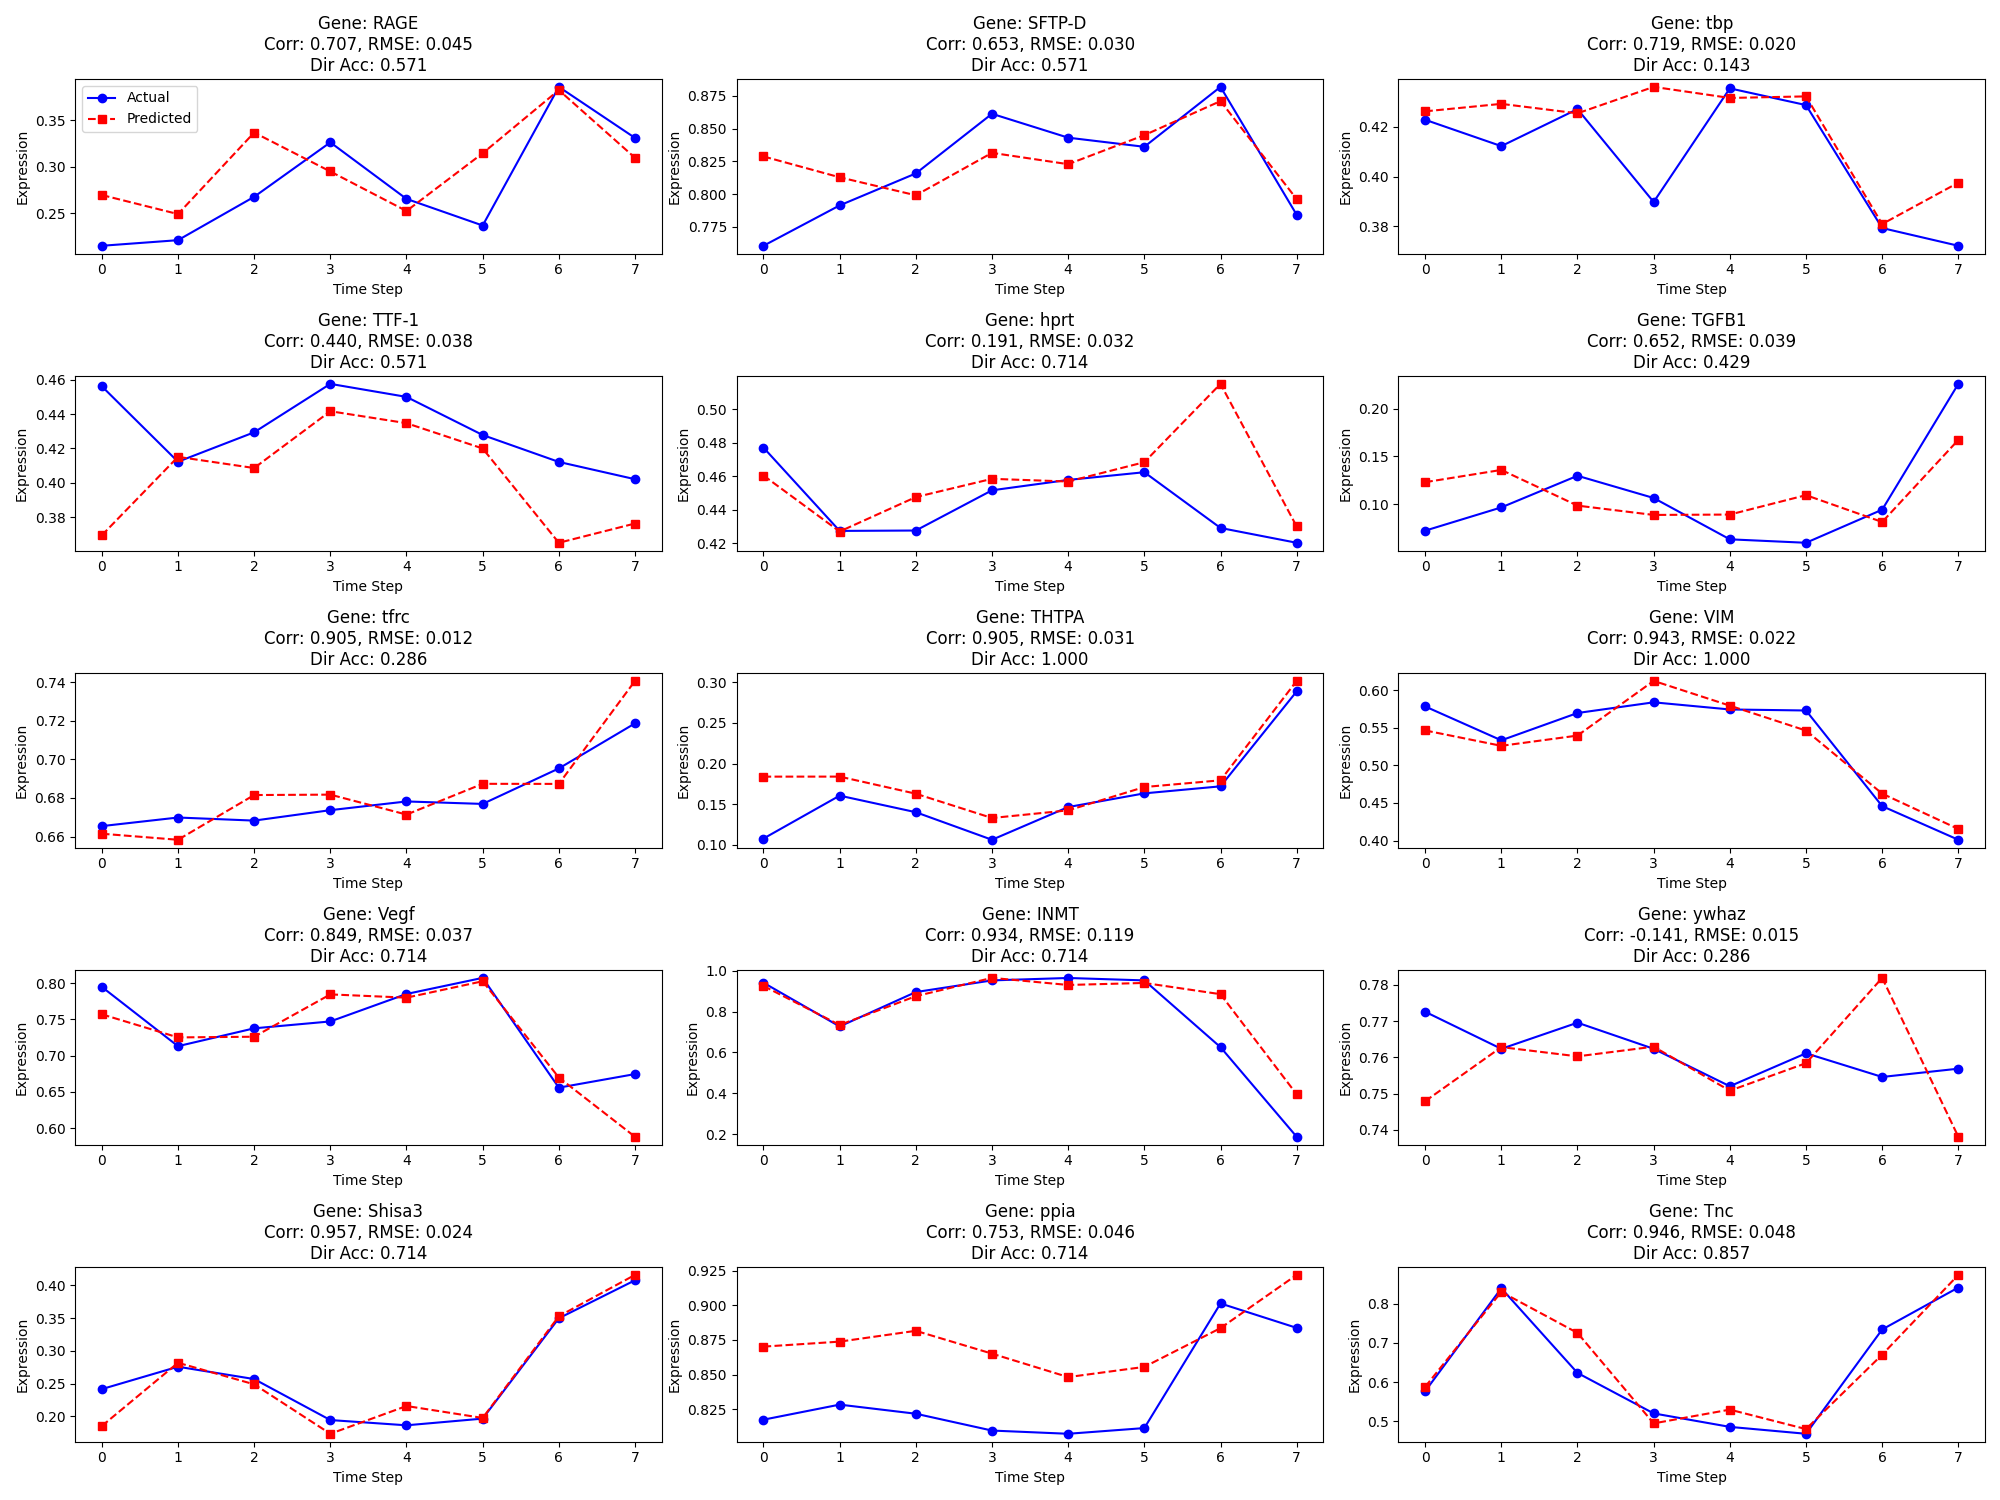 Gene: RAGE
Corr: 0.707, RMSE: 0.045
Dir Acc: 0.571
Actual
Predicted
Expression
0.35
0.30
0.25
0 1 2 3 4 5 6 7
Time Step
Gene: SFTP-D
Corr: 0.653, RMSE: 0.030
Dir Acc: 0.571
Expression
0.875
0.850
0.825
0.800
0.775
0 1 2 3 4 5 6 7
Time Step
Gene: tbp
Corr: 0.719, RMSE: 0.020
Dir Acc: 0.143
Expression
0.42
0.40
0.38
0 1 2 3 4 5 6 7
Time Step
Gene: TTF-1
Corr: 0.440, RMSE: 0.038
Dir Acc: 0.571
Expression
0.46
0.44
0.42
0.40
0.38
0 1 2 3 4 5 6 7
Time Step
Gene: hprt
Corr: 0.191, RMSE: 0.032
Dir Acc: 0.714
Expression
0.50
0.48
0.46
0.44
0.42
0 1 2 3 4 5 6 7
Time Step
Gene: TGFB1
Corr: 0.652, RMSE: 0.039
Dir Acc: 0.429
Expression
0.20
0.15
0.10
0 1 2 3 4 5 6 7
Time Step
Gene: tfrc
Corr: 0.905, RMSE: 0.012
Dir Acc: 0.286
Expression
0.74
0.72
0.70
0.68
0.66
0 1 2 3 4 5 6 7
Time Step
Gene: THTPA
Corr: 0.905, RMSE: 0.031
Dir Acc: 1.000
Expression
0.30
0.25
0.20
0.15
0.10
0 1 2 3 4 5 6 7
Time Step
Gene: VIM
Corr: 0.943, RMSE: 0.022
Dir Acc: 1.000
Expression
0.60
0.55
0.50
0.45
0.40
0 1 2 3 4 5 6 7
Time Step
Gene: Vegf
Corr: 0.849, RMSE: 0.037
Dir Acc: 0.714
Expression
0.80
0.75
0.70
0.65
0.60
0 1 2 3 4 5 6 7
Time Step
Gene: INMT
Corr: 0.934, RMSE: 0.119
Dir Acc: 0.714
Expression
1.0
0.8
0.6
0.4
0.2
0 1 2 3 4 5 6 7
Time Step
Gene: ywhaz
Corr: -0.141, RMSE: 0.015
Dir Acc: 0.286
Expression
0.78
0.77
0.76
0.75
0.74
0 1 2 3 4 5 6 7
Time Step
Gene: Shisa3
Corr: 0.957, RMSE: 0.024
Dir Acc: 0.714
Expression
0.40
0.35
0.30
0.25
0.20
0 1 2 3 4 5 6 7
Time Step
Gene: ppia
Corr: 0.753, RMSE: 0.046
Dir Acc: 0.714
Expression
0.925
0.900
0.875
0.850
0.825
0 1 2 3 4 5 6 7
Time Step
Gene: Tnc
Corr: 0.946, RMSE: 0.048
Dir Acc: 0.857
Expression
0.8
0.7
0.6
0.5
0 1 2 3 4 5 6 7
Time Step